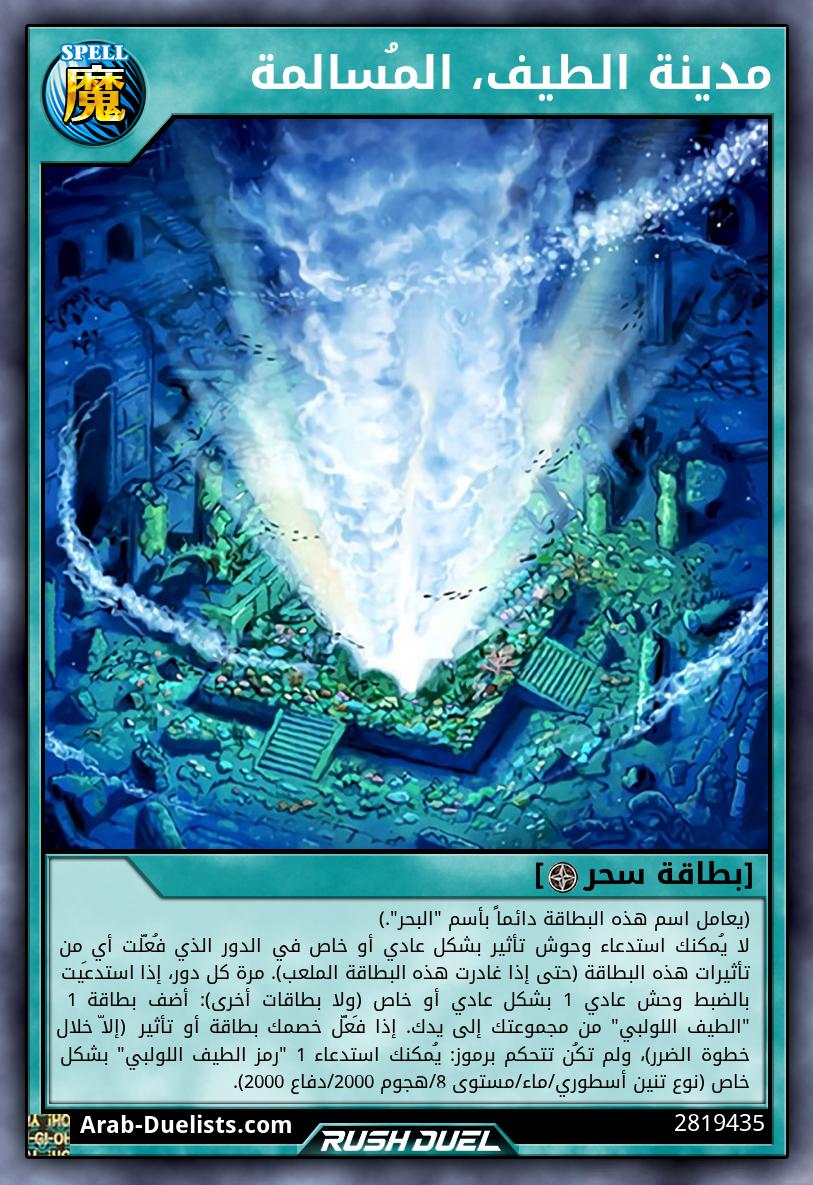 SPELL
魔
مدينة الطيف، المُسالمة
[بطاقة سحر]
(يعامل اسم هذه البطاقة دائماً بأسم "البحر".)
لا يُمكنك استدعاء وحوش تأثير بشكل عادي أو خاص في الدور الذي فُعّلت أي من
تأثيرات هذه البطاقة (حتى إذا غادرت هذه البطاقة الملعب). مرة كل دور، إذا استدعيَت
بالضبط وحش عادي 1 بشكل عادي أو خاص (ولا بطاقات أخرى): أضف بطاقة 1
"الطيف اللولبي" من مجموعتك إلى يدك. إذا فعَلّ خصمك بطاقة أو تأثير (إلاّ خلال
خطوة الضرر)، ولم تكُن تتحكم برموز: يُمكنك استدعاء 1 "رمز الطيف اللولبي" بشكل
خاص (نوع تنين أسطوري/ماء/مستوى 8/هجوم 2000/دفاع 2000).
Arab-Duelists.com
2819435
RUSH DUEL